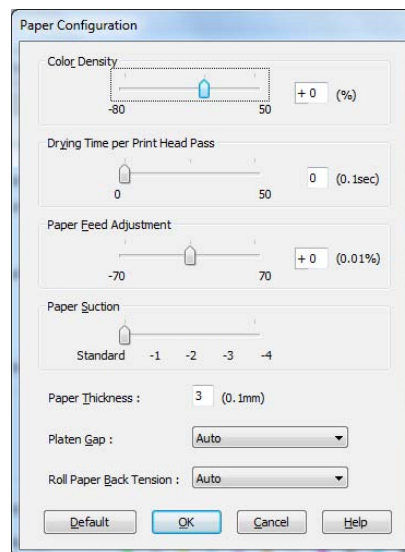 Paper Configuration
Color Density
+ 0 (%)
-80 50
Drying Time per Print Head Pass
0 (0.1sec)
0 50
Paper Feed Adjustment
+ 0 (0.01%)
-70 70
Paper Suction
Standard -1 -2 -3 -4
Paper Thickness : 3 (0.1mm)
Platen Gap : Auto
Roll Paper Back Tension : Auto
Default OK Cancel Help